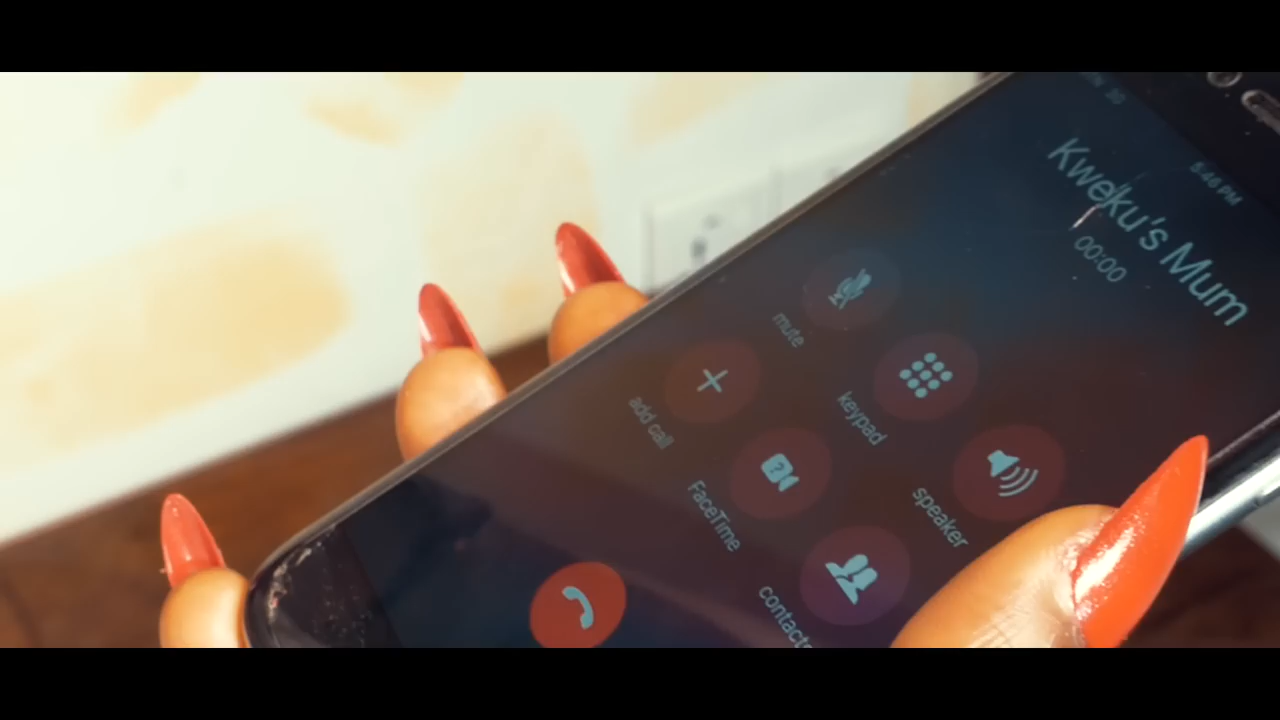 5:46 PM
Kweku's Mum
00:00
mute
keypad
speaker
add call
FaceTime
contacts